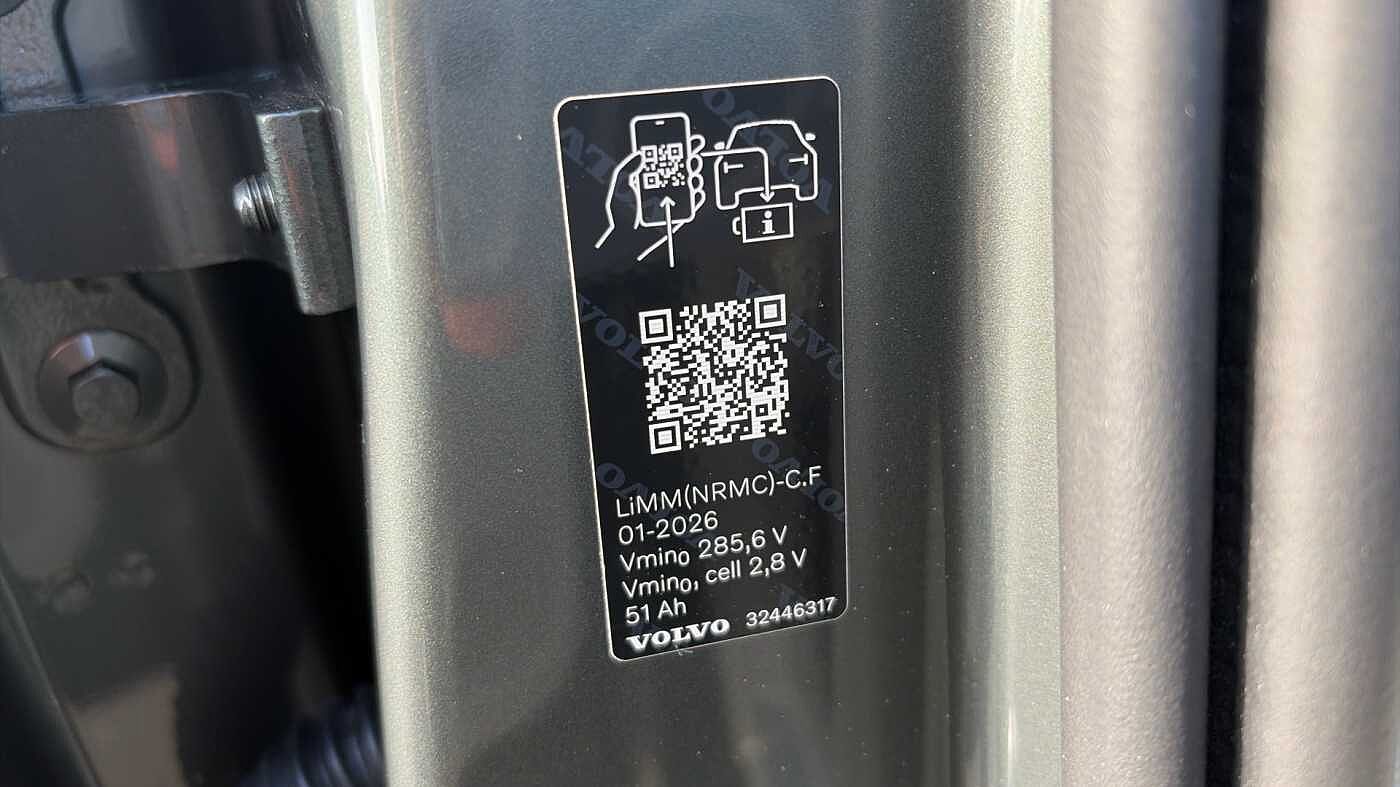 LiMM(NRMC)-C.F
01-2026
Vmin₀ 285,6 V
Vmin₀, cell 2,8 V
51 Ah
VOLVO 32446317